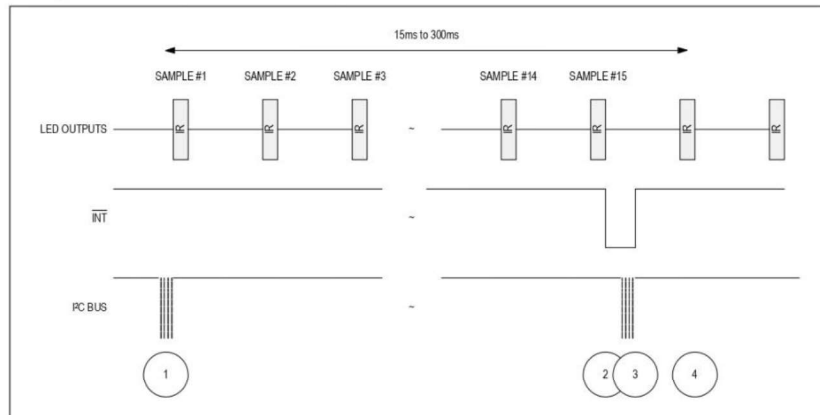 15ms to 300ms
SAMPLE #1 SAMPLE #2 SAMPLE #3 SAMPLE #14 SAMPLE #15
LED OUTPUTS IR IR IR ~ IR IR IR IR
INT ~
I²C BUS ~
1 2 3 4